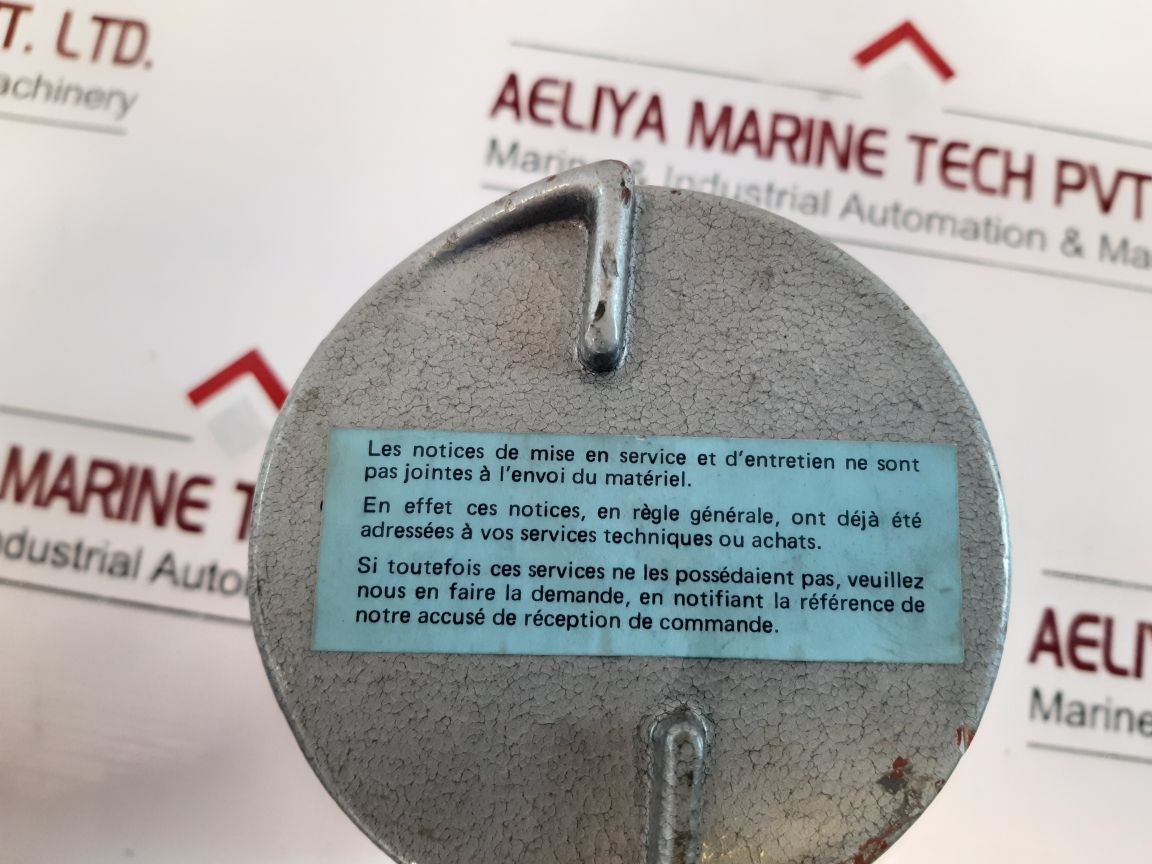 T. LTD.
achinery
AELIYA MARINE TECH PVT
Marine & Industrial Automation & Ma
MARINE T
ndustrial Autor
Les notices de mise en service et d'entretien ne sont
pas jointes à l'envoi du matériel.
En effet ces notices, en règle générale, ont déjà été
adressées à vos services techniques ou achats.
Si toutefois ces services ne les possédaient pas, veuillez
nous en faire la demande, en notifiant la référence de
notre accusé de réception de commande.
AELI
Marine